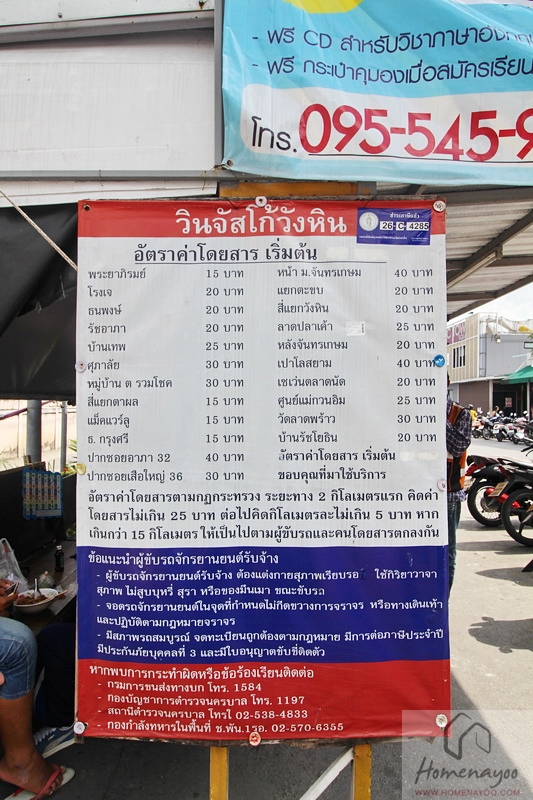 - ฟรี CD สำหรับวิชาภาษาอังกฤษ
- ฟรี กระเป๋าคุมองเมื่อสมัครเรียน
โทร. 095-545-9
วินจัสโก้วังหิน
26-C-4285
อัตราค่าโดยสาร เริ่มต้น
พระยาภิรมย์ 15 บาท
หน้า ม.จันทรเกษม 40 บาท
โรงเจ 20 บาท
แยกตะขบ 20 บาท
ธนพงษ์ 20 บาท
สี่แยกวังหิน 20 บาท
รัชอาภา 20 บาท
ลาดปลาเค้า 25 บาท
บ้านเทพ 25 บาท
หลังจันทรเกษม 20 บาท
ศุภาลัย 30 บาท
เปาโลสยาม 40 บาท
หมู่บ้าน ต รวมโชค 30 บาท
เซเว่นตลาดนัด 20 บาท
สี่แยกตาผล 15 บาท
ศูนย์แม่กวนอิม 25 บาท
แม็คแวร์ลู 15 บาท
วัดลาดพร้าว 30 บาท
ธ. กรุงศรี 15 บาท
บ้านรัชโยธิน 20 บาท
ปากซอยอาภา 32 40 บาท
อัตราค่าโดยสาร เริ่มต้น
ปากซอยเสือใหญ่ 36 30 บาท
ขอบคุณที่มาใช้บริการ
อัตราค่าโดยสารตามกฎกระทรวง ระยะทาง 2 กิโลเมตรแรก คิดค่า
โดยสารไม่เกิน 25 บาท ต่อไปคิดกิโลเมตรละไม่เกิน 5 บาท หาก
เกินกว่า 15 กิโลเมตร ให้เป็นไปตามผู้ขับรถและคนโดยสารตกลงกัน
ข้อแนะนำผู้ขับรถจักรยานยนต์รับจ้าง
- ผู้ขับรถจักรยานยนต์รับจ้าง ต้องแต่งกายสุภาพเรียบรอ ใช้กิริยาวาจา
สุภาพ ไม่สูบบุหรี่ สุรา หรือของมึนเมา ขณะขับรถ
- จอดรถจักรยานยนต์ในจุดที่กำหนดไม่กีดขวางการจราจร หรือทางเดินเท้า
และปฏิบัติตามกฎหมายจราจร
- มีสภาพรถสมบูรณ์ จดทะเบียนถูกต้องตามกฎหมาย มีการต่อภาษีประจำปี
มีประกันภัยบุคคลที่ 3 และมีใบอนุญาตขับขี่ติดตัว
หากพบการกระทำผิดหรือข้อร้องเรียนติดต่อ
- กรมการขนส่งทางบก โทร. 1584
- กองบัญชาการตำรวจนครบาล โทร. 1197
- สถานีตำรวจนครบาล โทรใ 02-538-4833
- กองกำลังทหารในพื้นที่ ช.พัน.1รอ. 02-570-6355
Homenayoo
WWW.HOMENAYOO.COM